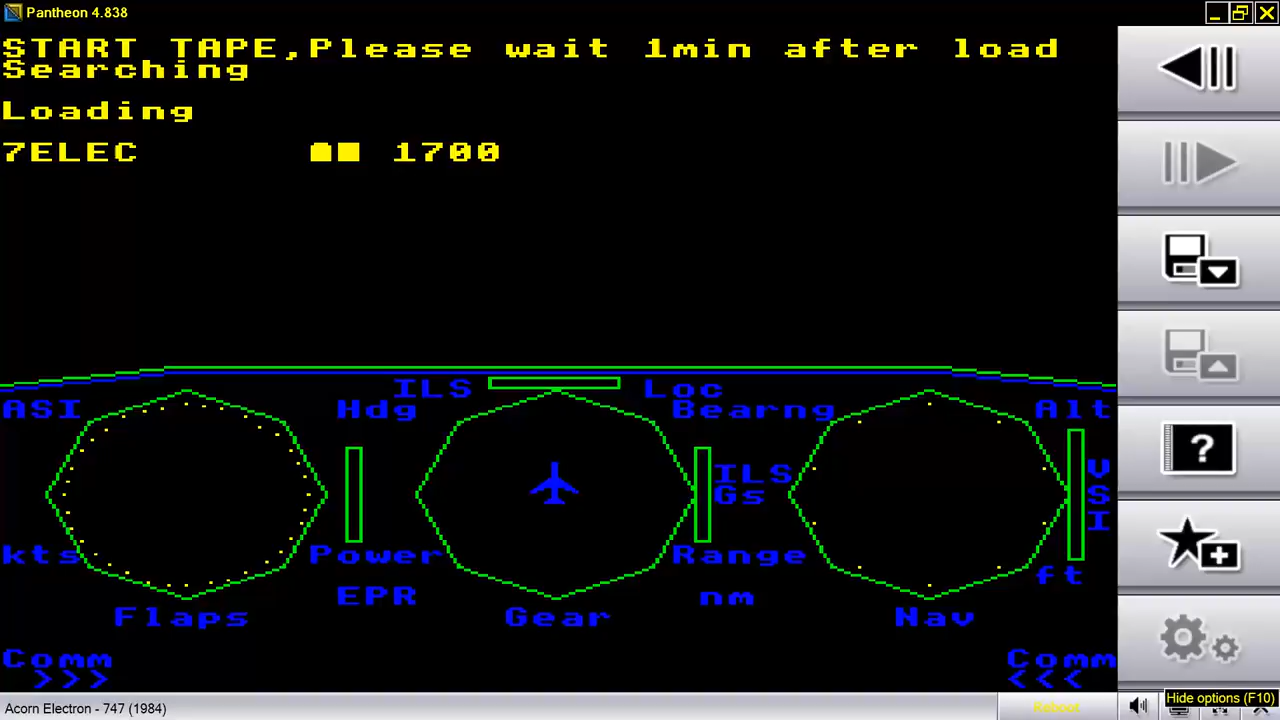 Pantheon 4.838
START TAPE,Please wait 1min after load
Searching
Loading
7ELEC 1700
ILS Loc
ASI Hdg Bearng Alt
ILS
Gs
VSI
kts Power Range
ft
EPR nm
Flaps Gear Nav
Comm Comm
>>> <<<
?
Hide options (F10)
Acorn Electron - 747 (1984)
Reboot